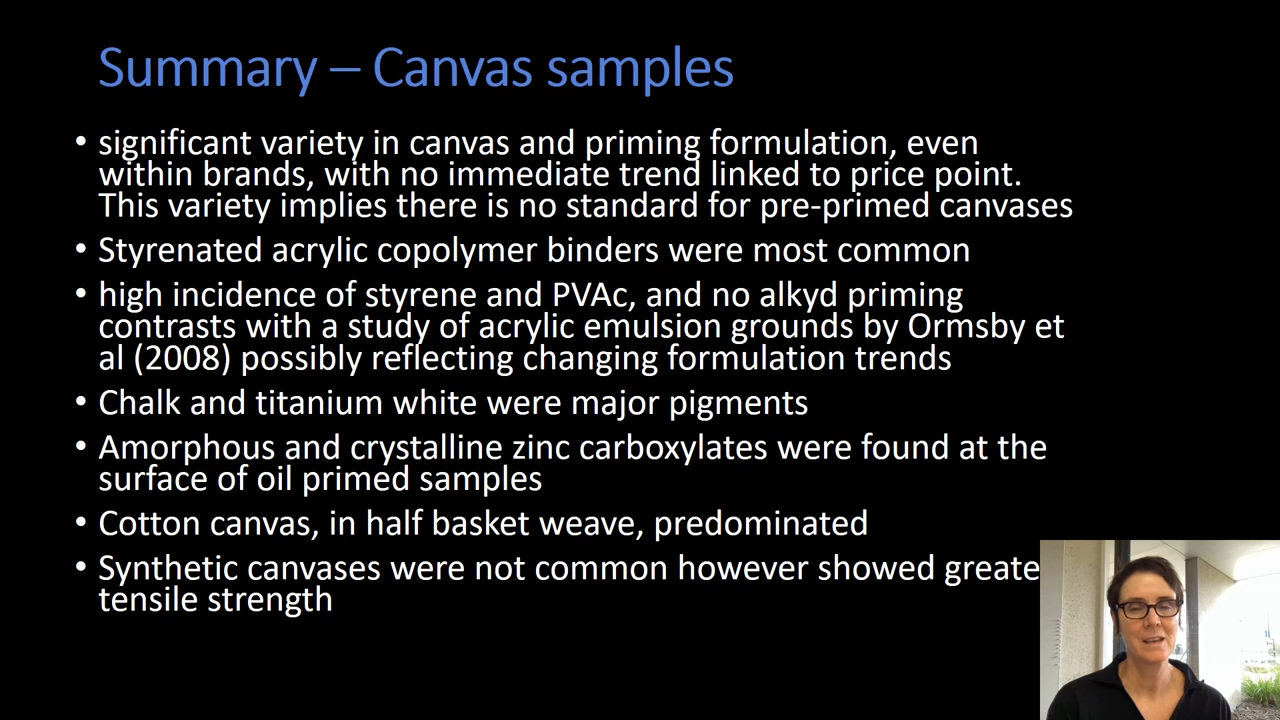 Summary – Canvas samples
• significant variety in canvas and priming formulation, even
within brands, with no immediate trend linked to price point.
This variety implies there is no standard for pre-primed canvases
• Styrenated acrylic copolymer binders were most common
• high incidence of styrene and PVAc, and no alkyd priming
contrasts with a study of acrylic emulsion grounds by Ormsby et
al (2008) possibly reflecting changing formulation trends
• Chalk and titanium white were major pigments
• Amorphous and crystalline zinc carboxylates were found at the
surface of oil primed samples
• Cotton canvas, in half basket weave, predominated
• Synthetic canvases were not common however showed greate
tensile strength